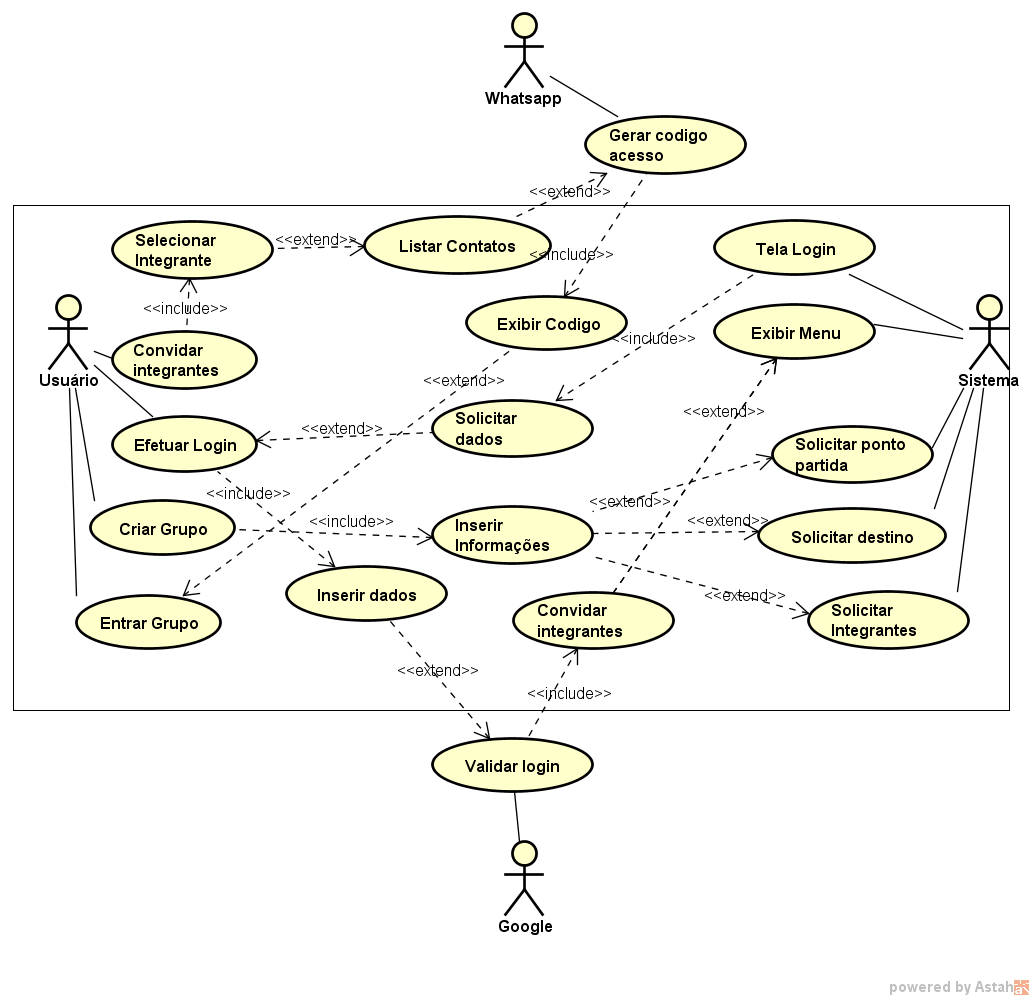 Whatsapp
Gerar codigo
acesso
<<extend>>
Selecionar
Integrante
<<extend>>
Listar Contatos
<<include>>
Tela Login
<<include>>
Exibir Codigo
<<include>>
Exibir Menu
Convidar
integrantes
Usuário
<<extend>>
Sistema
<<extend>>
Efetuar Login
<<extend>>
Solicitar
dados
Solicitar ponto
partida
<<include>>
<<extend>>
Criar Grupo
<<include>>
Inserir
Informações
<<extend>>
Solicitar destino
Inserir dados
<<extend>>
Entrar Grupo
Convidar
integrantes
Solicitar
Integrantes
<<extend>>
<<include>>
Validar login
Google
powered by Astah